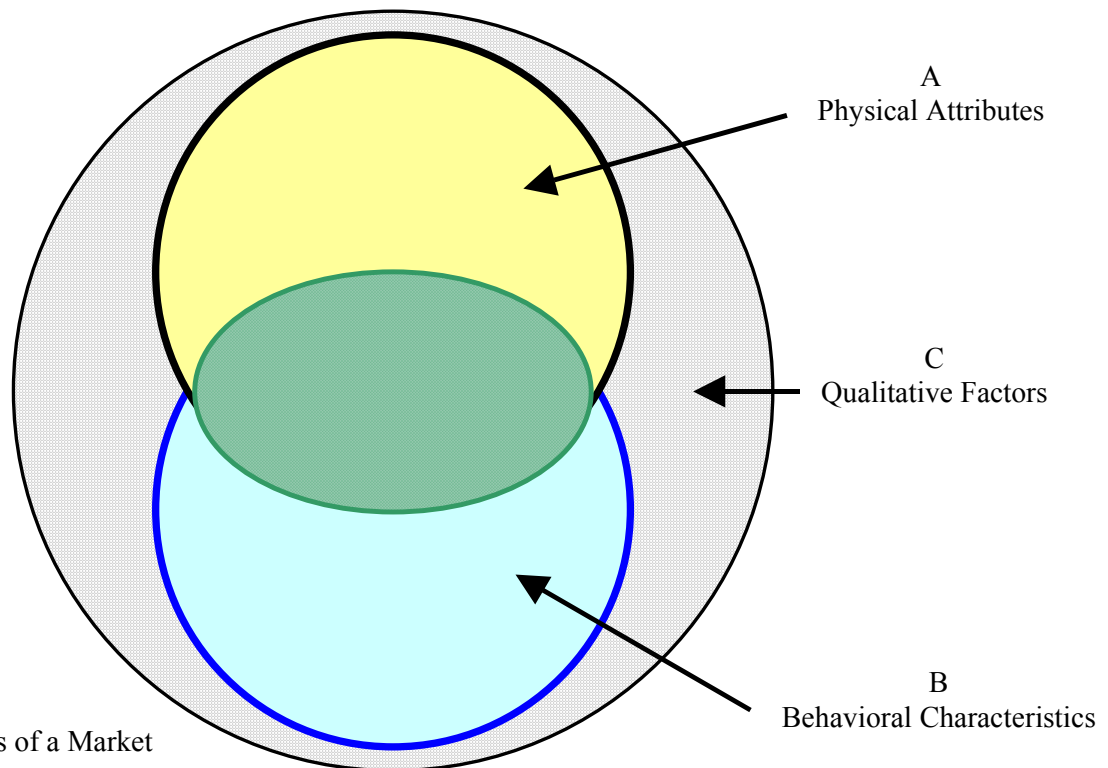 A
Physical Attributes
C
Qualitative Factors
B
Behavioral Characteristics
s of a Market